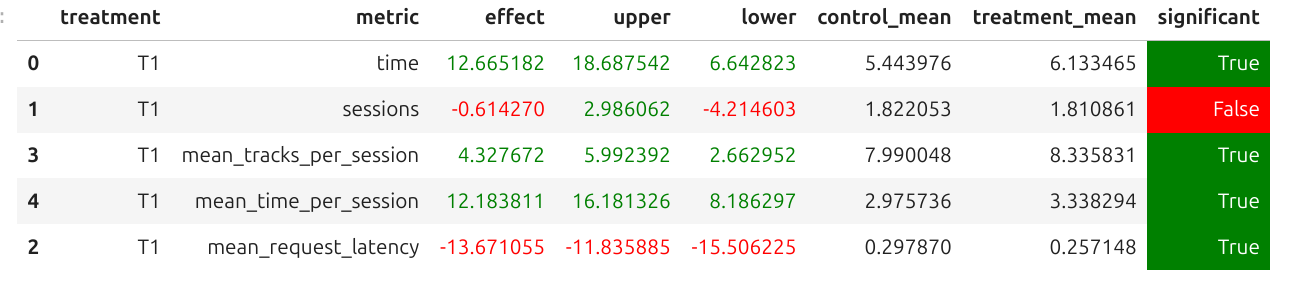 : treatment metric effect upper lower control_mean treatment_mean significant
0 T1 time 12.665182 18.687542 6.642823 5.443976 6.133465 True
1 T1 sessions -0.614270 2.986062 -4.214603 1.822053 1.810861 False
3 T1 mean_tracks_per_session 4.327672 5.992392 2.662952 7.990048 8.335831 True
4 T1 mean_time_per_session 12.183811 16.181326 8.186297 2.975736 3.338294 True
2 T1 mean_request_latency -13.671055 -11.835885 -15.506225 0.297870 0.257148 True